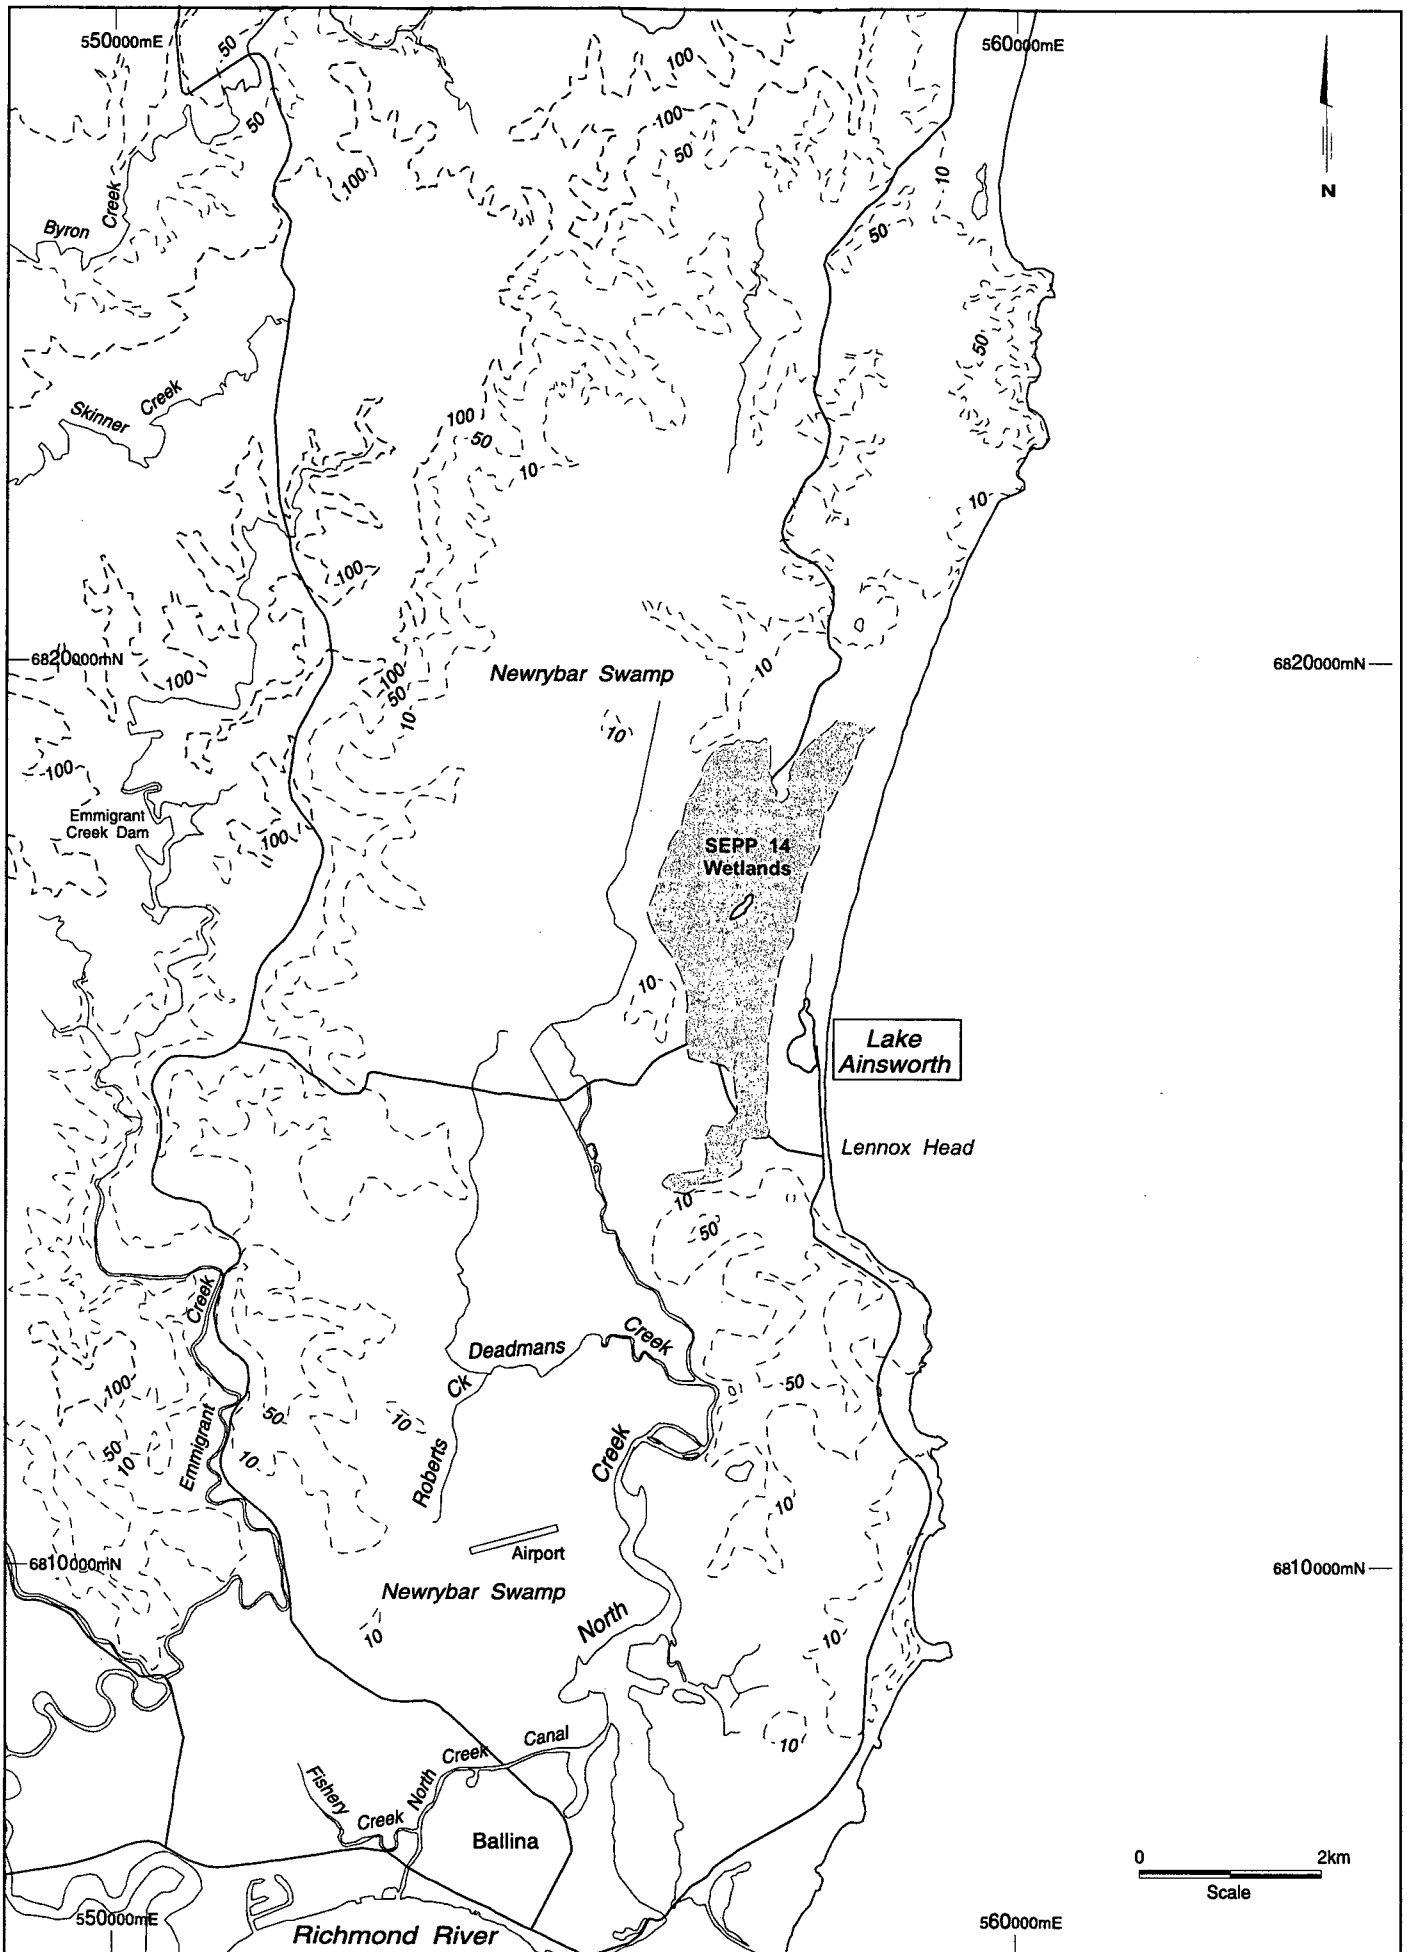 550000mE
50
560000mE
100
100
50
50
100
10
N
Byron
Creek
50
50
Skinner
Creek
100
50
10
10
100
6820000mN
100
100
50
10
Newrybar Swamp
10
10
6820000mN
100
Emmigrant
Creek Dam
100
SEPP 14
Wetlands
10
Lake
Ainsworth
Lennox Head
10
50
Creek
Deadmans
Creek
Ck
50
100
50
10
50
10
10
Emmigrant
Roberts
Creek
10
6810000mN
Airport
Newrybar Swamp
6810000mN
10
North
10
10
Canal
Creek
North
Fishery
Creek
Ballina
0
2km
Scale
550000mE
560000mE
Richmond River